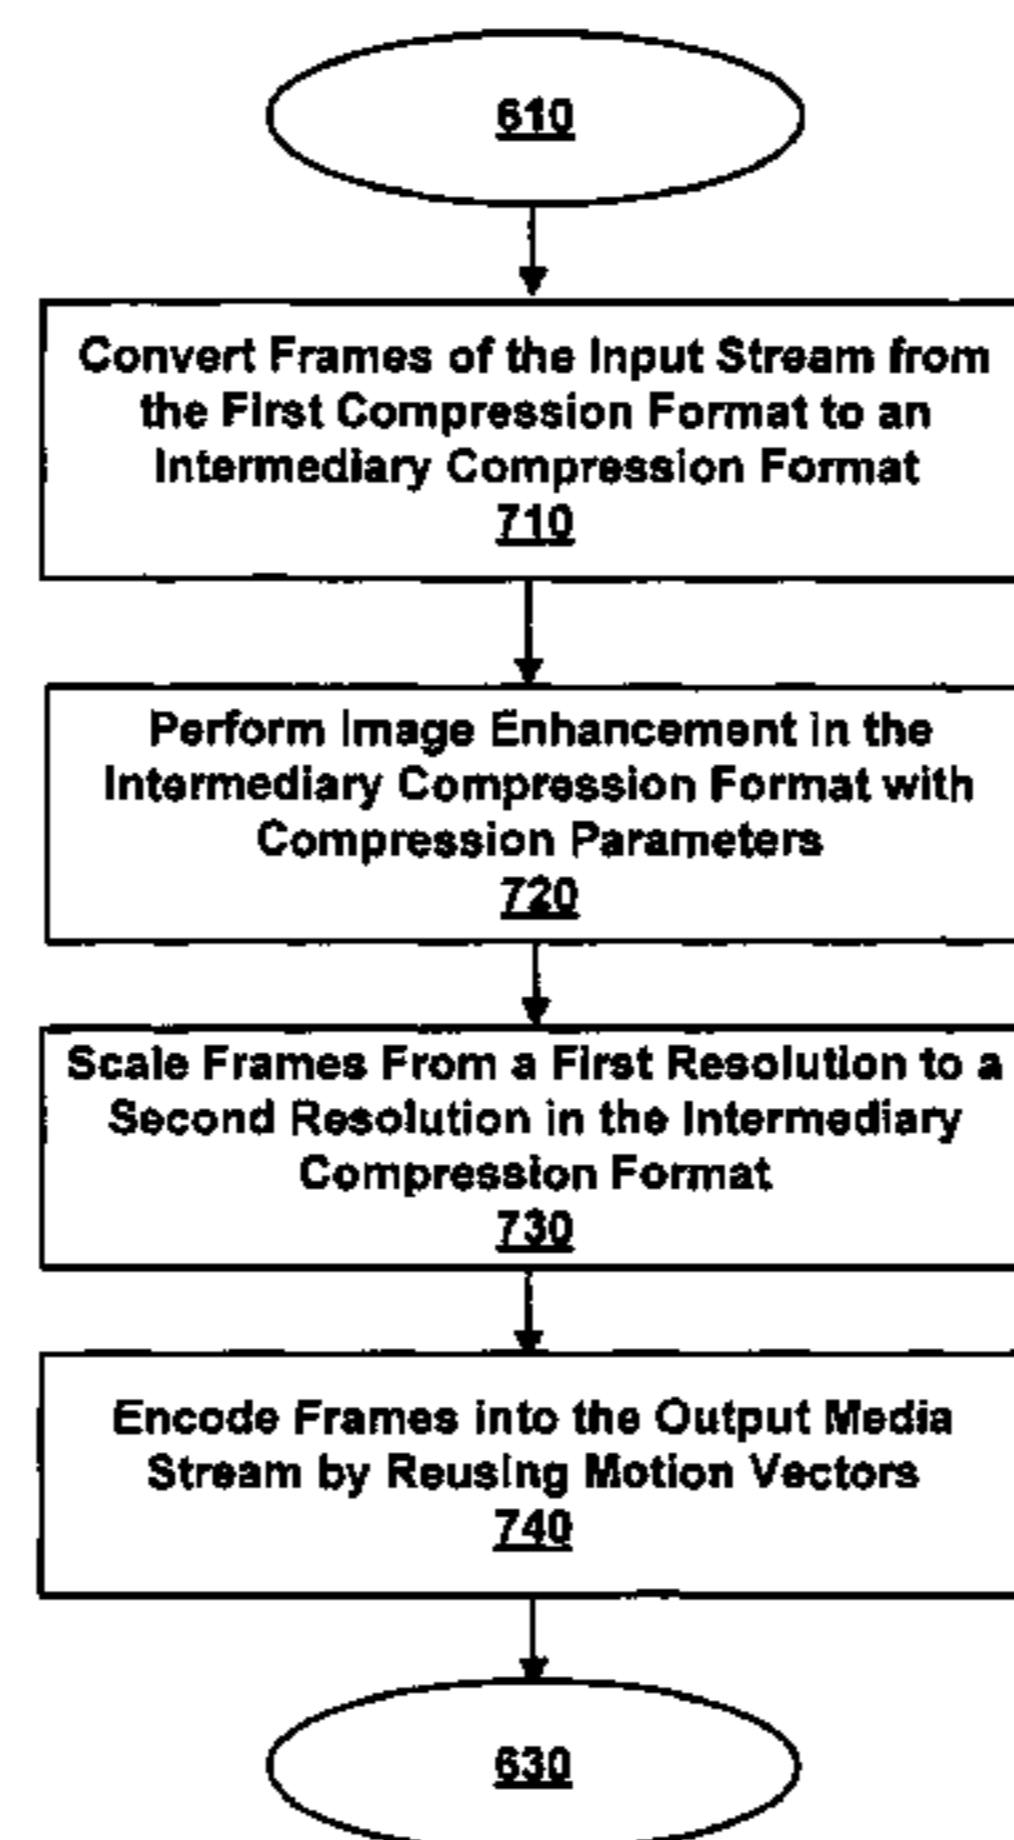 610
Convert Frames of the Input Stream from
the First Compression Format to an
Intermediary Compression Format
710
Perform Image Enhancement in the
Intermediary Compression Format with
Compression Parameters
720
Scale Frames From a First Resolution to a
Second Resolution in the Intermediary
Compression Format
730
Encode Frames into the Output Media
Stream by Reusing Motion Vectors
740
630